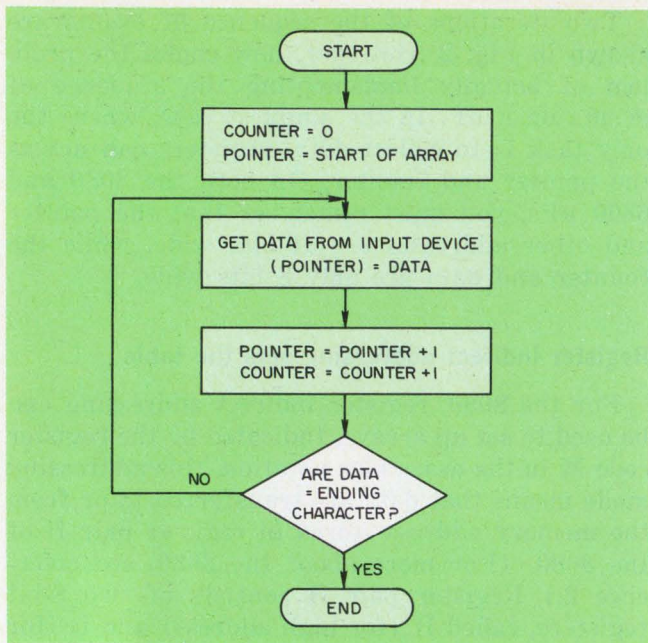 START
COUNTER = 0
POINTER = START OF ARRAY
GET DATA FROM INPUT DEVICE
(POINTER) = DATA
POINTER = POINTER + 1
COUNTER = COUNTER + 1
ARE DATA
= ENDING
CHARACTER?
NO
YES
END